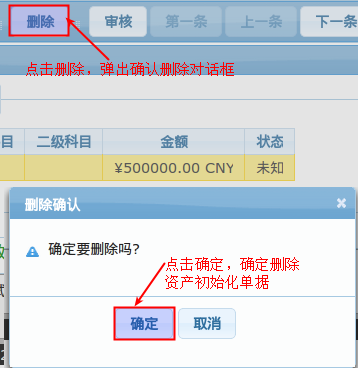 删除 审核 第一条 上一条 下一条
点击删除，弹出确认删除对话框
目 二级科目 金额 状态
¥500000.00 CNY 未知
删除确认
确定要删除吗?
点击确定，确定删除
资产初始化单据
确定 取消